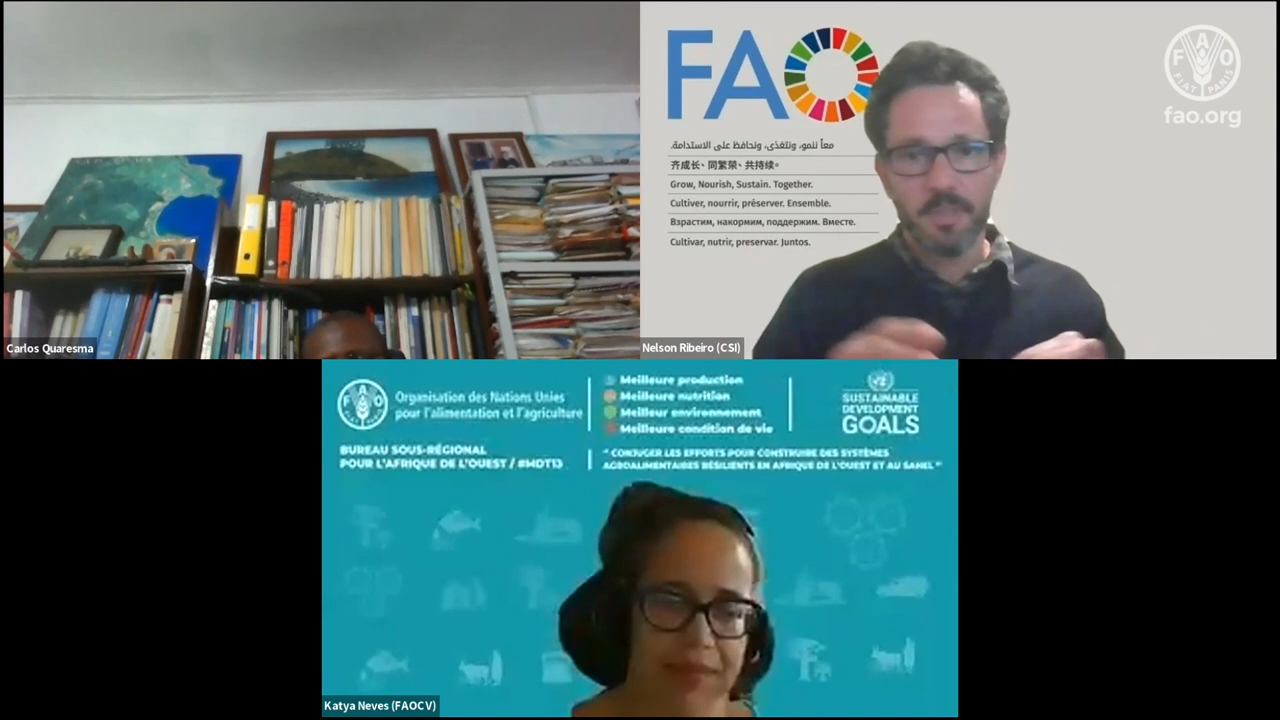 Carlos Quaresma
FAO
معاً ننمو، ونتغذى، ونحافظ على الاستدامة.
齐成长、同繁荣、共持续。
Grow, Nourish, Sustain. Together.
Cultiver, nourrir, préserver. Ensemble.
Взрастим, накормим, поддержим. Вместе.
Cultivar, nutrir, preservar. Juntos.
FAO
FIAT PANIS
fao.org
Nelson Ribeiro (CSI)
Organisation des Nations Unies
pour l'alimentation et l'agriculture
Meilleure production
Meilleure nutrition
Meilleur environnement
Meilleure condition de vie
SUSTAINABLE
DEVELOPMENT
GOALS
BUREAU SOUS-RÉGIONAL
POUR L'AFRIQUE DE L'OUEST / #MDT13
" CONJUGUER LES EFFORTS POUR CONSTRUIRE DES SYSTÈMES
AGROALIMENTAIRES RÉSILIENTS EN AFRIQUE DE L'OUEST ET AU SAHEL "
Katya Neves (FAOCV)